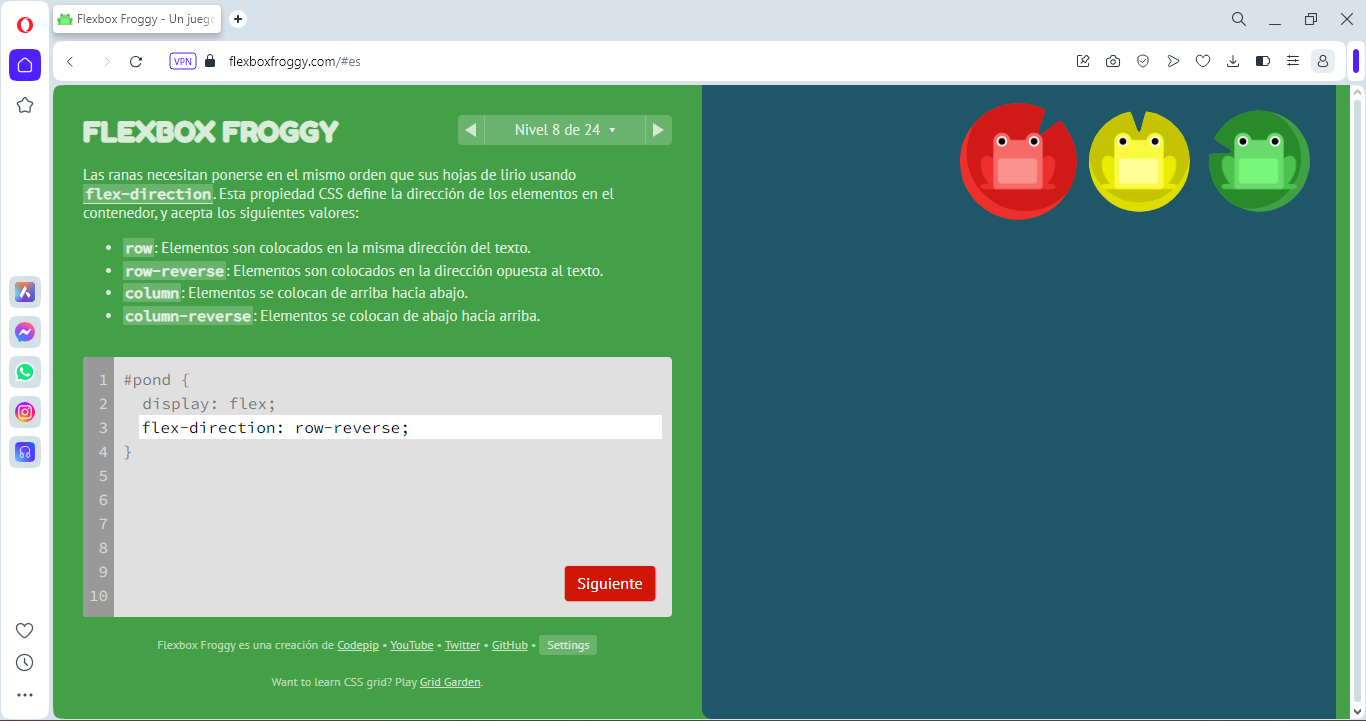 Flexbox Froggy - Un juego
VPN
flexboxfroggy.com/#es
FLEXBOX FROGGY
Nivel 8 de 24
Las ranas necesitan ponerse en el mismo orden que sus hojas de lirio usando
flex-direction. Esta propiedad CSS define la dirección de los elementos en el
contenedor, y acepta los siguientes valores:
• row: Elementos son colocados en la misma dirección del texto.
• row-reverse: Elementos son colocados en la dirección opuesta al texto.
• column: Elementos se colocan de arriba hacia abajo.
• column-reverse: Elementos se colocan de abajo hacia arriba.
1 #pond {
2 display: flex;
3 flex-direction: row-reverse;
4 }
5
6
7
8
9
10
Siguiente
Flexbox Froggy es una creación de Codepip • YouTube • Twitter • GitHub • Settings
Want to learn CSS grid? Play Grid Garden.